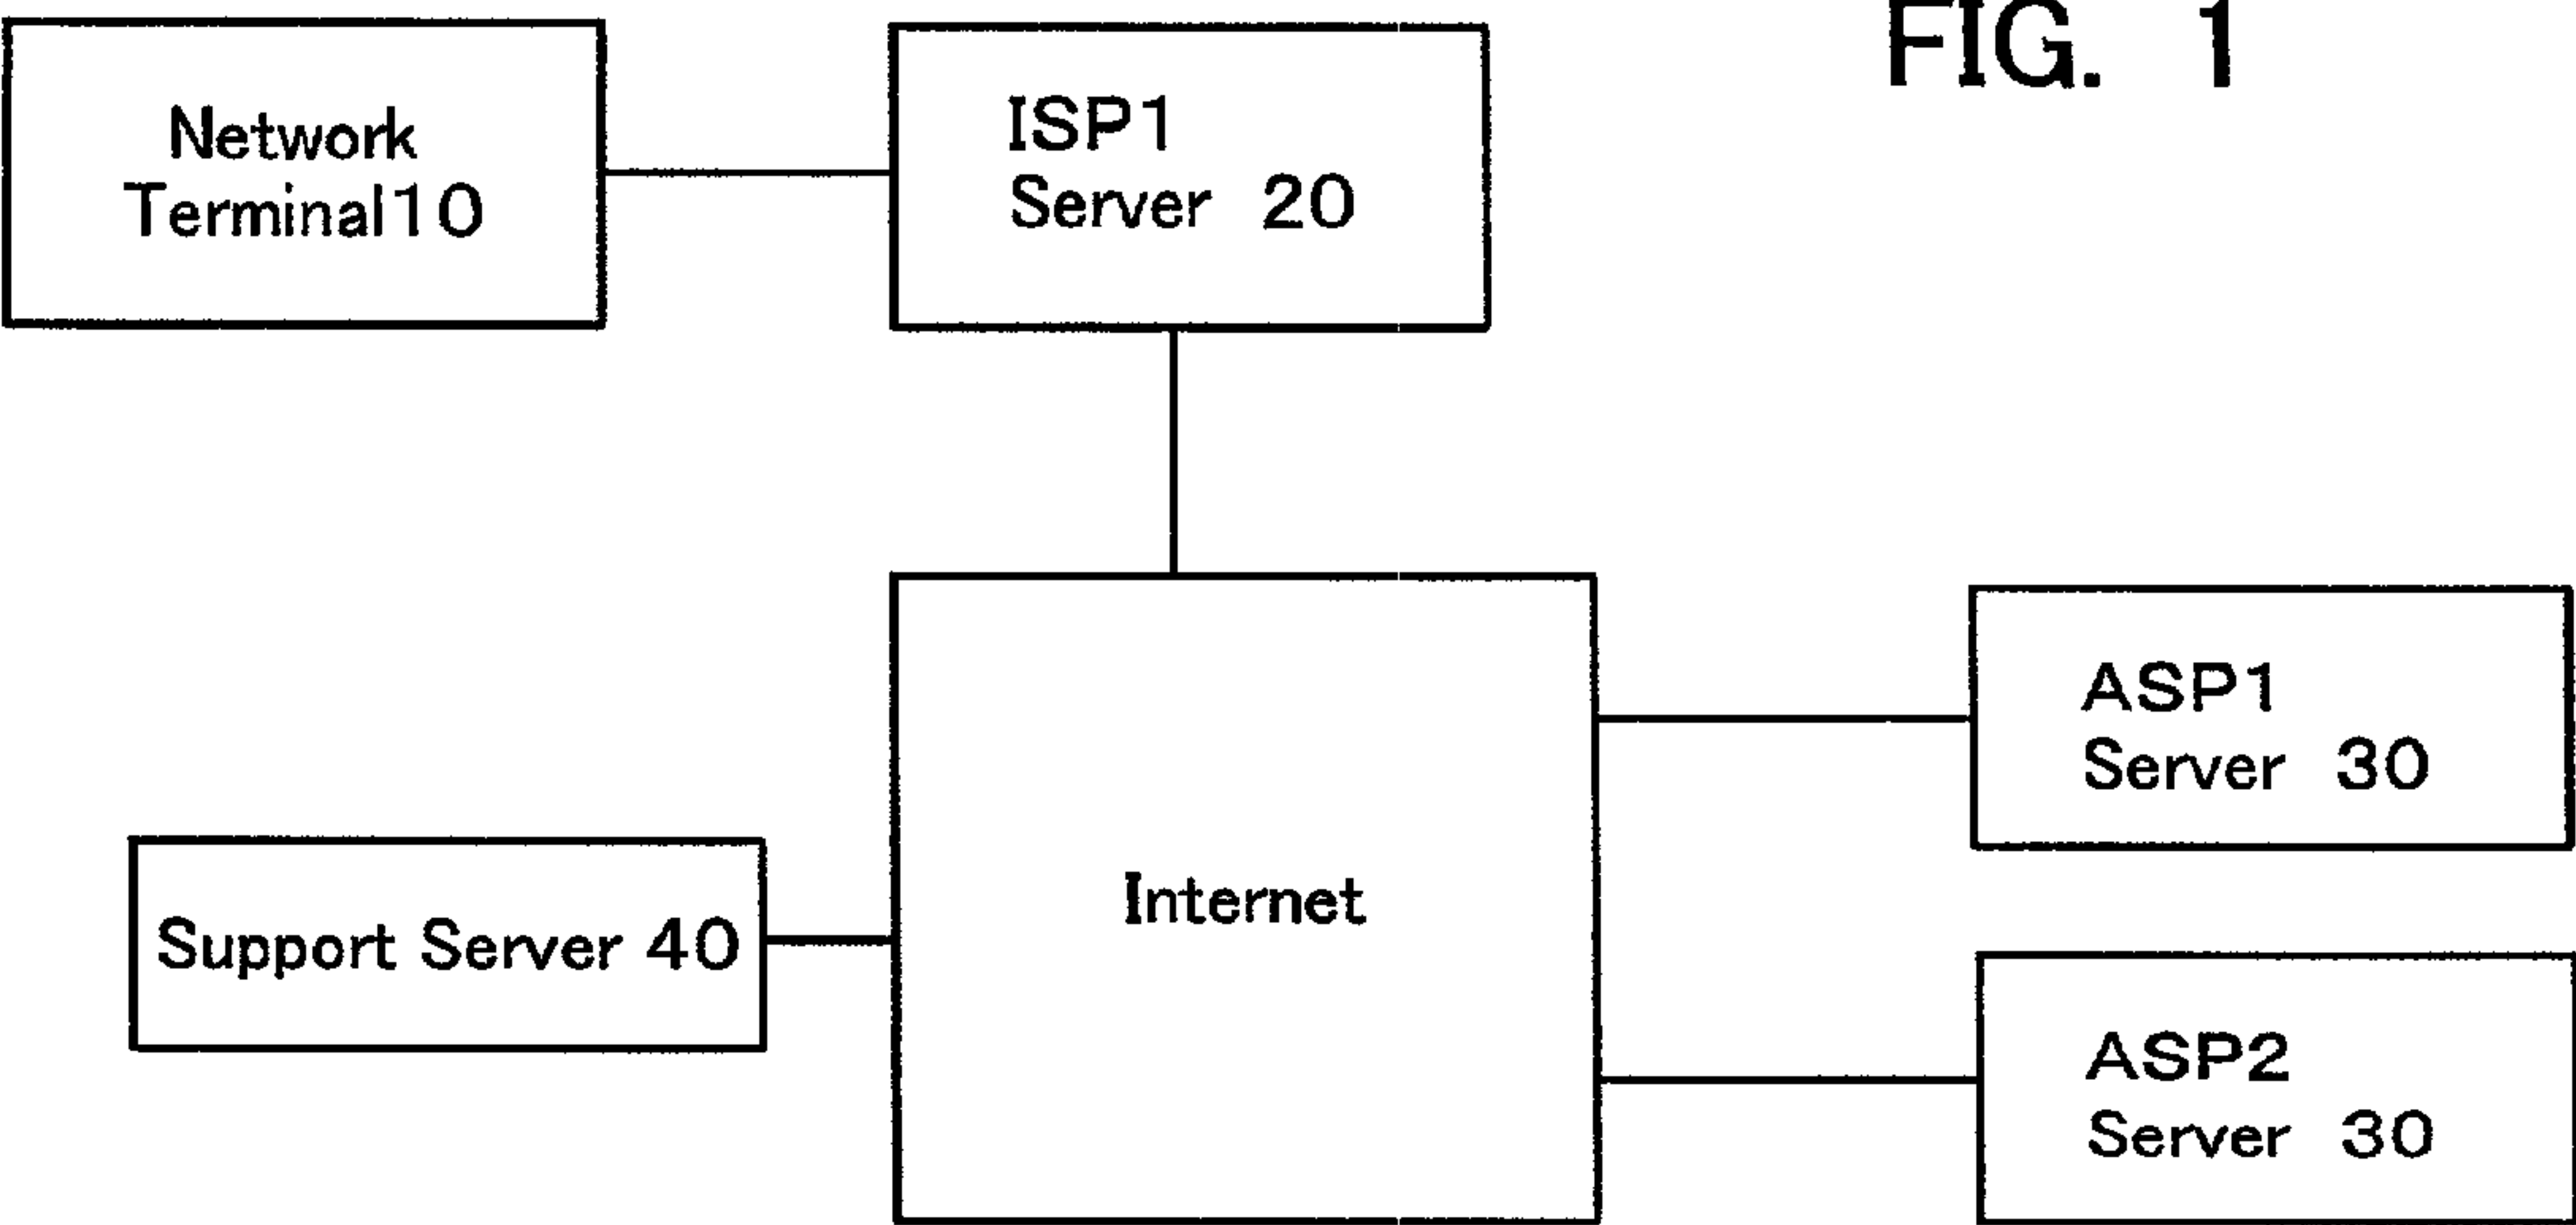 FIG. 1
Network
Terminal10
ISP1
Server 20
Internet
ASP1
Server 30
Support Server 40
ASP2
Server 30